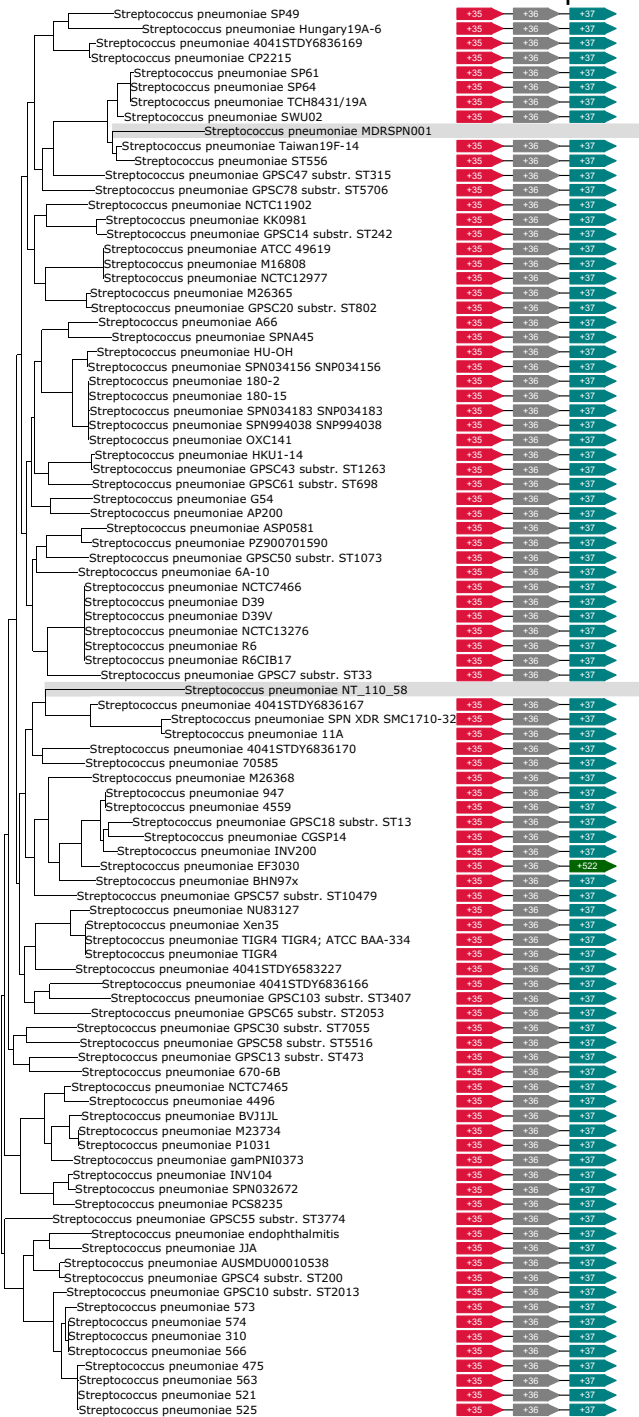 Streptococcus pneumoniae SP49 +35 +36 +37
Streptococcus pneumoniae Hungary19A-6 +35 +36 +37
Streptococcus pneumoniae 4041STDY6836169 +35 +36 +37
Streptococcus pneumoniae CP2215 +35 +36 +37
Streptococcus pneumoniae SP61 +35 +36 +37
Streptococcus pneumoniae SP64 +35 +36 +37
Streptococcus pneumoniae TCH8431/19A +35 +36 +37
Streptococcus pneumoniae SWU02 +35 +36 +37
Streptococcus pneumoniae MDRSPN001
Streptococcus pneumoniae Taiwan19F-14 +35 +36 +37
Streptococcus pneumoniae ST556 +35 +36 +37
Streptococcus pneumoniae GPSC47 substr. ST315 +35 +36 +37
Streptococcus pneumoniae GPSC78 substr. ST5706 +35 +36 +37
Streptococcus pneumoniae NCTC11902 +35 +36 +37
Streptococcus pneumoniae KK0981 +35 +36 +37
Streptococcus pneumoniae GPSC14 substr. ST242 +35 +36 +37
Streptococcus pneumoniae ATCC 49619 +35 +36 +37
Streptococcus pneumoniae M16808 +35 +36 +37
Streptococcus pneumoniae NCTC12977 +35 +36 +37
Streptococcus pneumoniae M26365 +35 +36 +37
Streptococcus pneumoniae GPSC20 substr. ST802 +35 +36 +37
Streptococcus pneumoniae A66 +35 +36 +37
Streptococcus pneumoniae SPNA45 +35 +36 +37
Streptococcus pneumoniae HU-OH +35 +36 +37
Streptococcus pneumoniae SPN034156 SNP034156 +35 +36 +37
Streptococcus pneumoniae 180-2 +35 +36 +37
Streptococcus pneumoniae 180-15 +35 +36 +37
Streptococcus pneumoniae SPN034183 SNP034183 +35 +36 +37
Streptococcus pneumoniae SPN994038 SNP994038 +35 +36 +37
Streptococcus pneumoniae OXC141 +35 +36 +37
Streptococcus pneumoniae HKU1-14 +35 +36 +37
Streptococcus pneumoniae GPSC43 substr. ST1263 +35 +36 +37
Streptococcus pneumoniae GPSC61 substr. ST698 +35 +36 +37
Streptococcus pneumoniae G54 +35 +36 +37
Streptococcus pneumoniae AP200 +35 +36 +37
Streptococcus pneumoniae ASP0581 +35 +36 +37
Streptococcus pneumoniae PZ900701590 +35 +36 +37
Streptococcus pneumoniae GPSC50 substr. ST1073 +35 +36 +37
Streptococcus pneumoniae 6A-10 +35 +36 +37
Streptococcus pneumoniae NCTC7466 +35 +36 +37
Streptococcus pneumoniae D39 +35 +36 +37
Streptococcus pneumoniae D39V +35 +36 +37
Streptococcus pneumoniae NCTC13276 +35 +36 +37
Streptococcus pneumoniae R6 +35 +36 +37
Streptococcus pneumoniae R6CIB17 +35 +36 +37
Streptococcus pneumoniae GPSC7 substr. ST33 +35 +36 +37
Streptococcus pneumoniae NT_110_58
Streptococcus pneumoniae 4041STDY6836167 +35 +36 +37
Streptococcus pneumoniae SPN XDR SMC1710-32 +35 +36 +37
Streptococcus pneumoniae 11A +35 +36 +37
Streptococcus pneumoniae 4041STDY6836170 +35 +36 +37
Streptococcus pneumoniae 70585 +35 +36 +37
Streptococcus pneumoniae M26368 +35 +36 +37
Streptococcus pneumoniae 947 +35 +36 +37
Streptococcus pneumoniae 4559 +35 +36 +37
Streptococcus pneumoniae GPSC18 substr. ST13 +35 +36 +37
Streptococcus pneumoniae CGSP14 +35 +36 +37
Streptococcus pneumoniae INV200 +35 +36 +37
Streptococcus pneumoniae EF3030 +35 +36 +522
Streptococcus pneumoniae BHN97x +35 +36 +37
Streptococcus pneumoniae GPSC57 substr. ST10479 +35 +36 +37
Streptococcus pneumoniae NU83127 +35 +36 +37
Streptococcus pneumoniae Xen35 +35 +36 +37
Streptococcus pneumoniae TIGR4 TIGR4; ATCC BAA-334 +35 +36 +37
Streptococcus pneumoniae TIGR4 +35 +36 +37
Streptococcus pneumoniae 4041STDY6583227 +35 +36 +37
Streptococcus pneumoniae 4041STDY6836166 +35 +36 +37
Streptococcus pneumoniae GPSC103 substr. ST3407 +35 +36 +37
Streptococcus pneumoniae GPSC65 substr. ST2053 +35 +36 +37
Streptococcus pneumoniae GPSC30 substr. ST7055 +35 +36 +37
Streptococcus pneumoniae GPSC58 substr. ST5516 +35 +36 +37
Streptococcus pneumoniae GPSC13 substr. ST473 +35 +36 +37
Streptococcus pneumoniae 670-6B +35 +36 +37
Streptococcus pneumoniae NCTC7465 +35 +36 +37
Streptococcus pneumoniae 4496 +35 +36 +37
Streptococcus pneumoniae BVJ1JL +35 +36 +37
Streptococcus pneumoniae M23734 +35 +36 +37
Streptococcus pneumoniae P1031 +35 +36 +37
Streptococcus pneumoniae gamPNI0373 +35 +36 +37
Streptococcus pneumoniae INV104 +35 +36 +37
Streptococcus pneumoniae SPN032672 +35 +36 +37
Streptococcus pneumoniae PCS8235 +35 +36 +37
Streptococcus pneumoniae GPSC55 substr. ST3774 +35 +36 +37
Streptococcus pneumoniae endophthalmitis +35 +36 +37
Streptococcus pneumoniae JJA +35 +36 +37
Streptococcus pneumoniae AUSMDU00010538 +35 +36 +37
Streptococcus pneumoniae GPSC4 substr. ST200 +35 +36 +37
Streptococcus pneumoniae GPSC10 substr. ST2013 +35 +36 +37
Streptococcus pneumoniae 573 +35 +36 +37
Streptococcus pneumoniae 574 +35 +36 +37
Streptococcus pneumoniae 310 +35 +36 +37
Streptococcus pneumoniae 566 +35 +36 +37
Streptococcus pneumoniae 475 +35 +36 +37
Streptococcus pneumoniae 563 +35 +36 +37
Streptococcus pneumoniae 521 +35 +36 +37
Streptococcus pneumoniae 525 +35 +36 +37